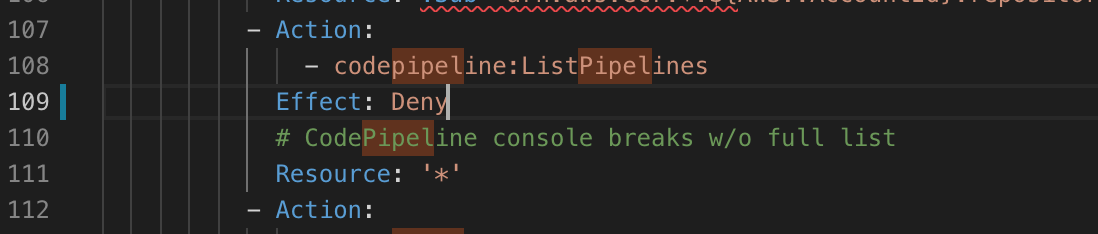 107 - Action:
108 - codepipeline:ListPipelines
109 Effect: Deny
110 # CodePipeline console breaks w/o full list
111 Resource: '*'
112 - Action: